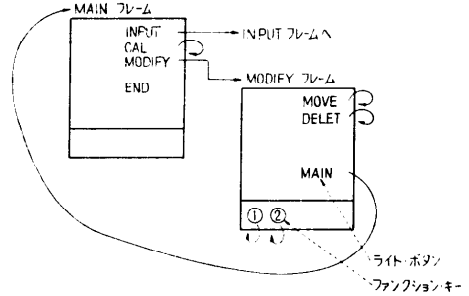 MAIN フレーム
INPUT
INPUT フレームへ
CAL
MODIFY
MODIFY フレーム
END
MOVE
DELET
MAIN
① ②
ライト・ボタン
ファンクション・キー